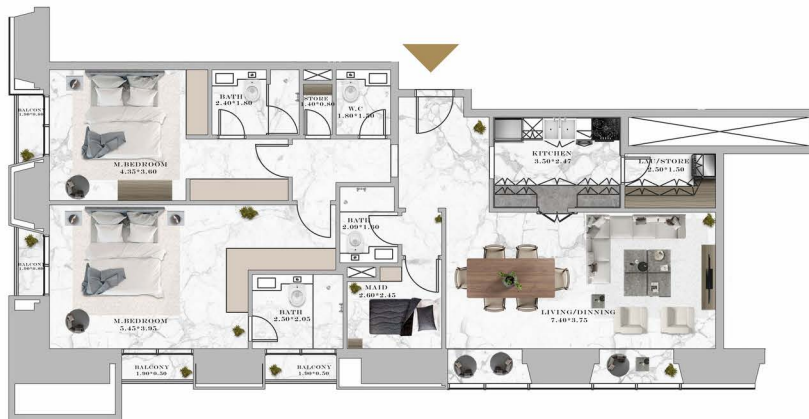 BATH
2.40*1.80
STORE
1.40*0.80
W.C
1.80*1.50
BALCONY
M.BEDROOM
4.35*3.60
KITCHEN
3.50*2.47
LAU/STORE
2.50*1.50
BATH
2.09*1.60
BALCONY
MAID
2.60*2.45
M.BEDROOM
5.45*3.95
BATH
2.50*2.05
LIVING/DINNING
7.40*3.75
BALCONY
1.90*0.50
BALCONY
1.90*0.50